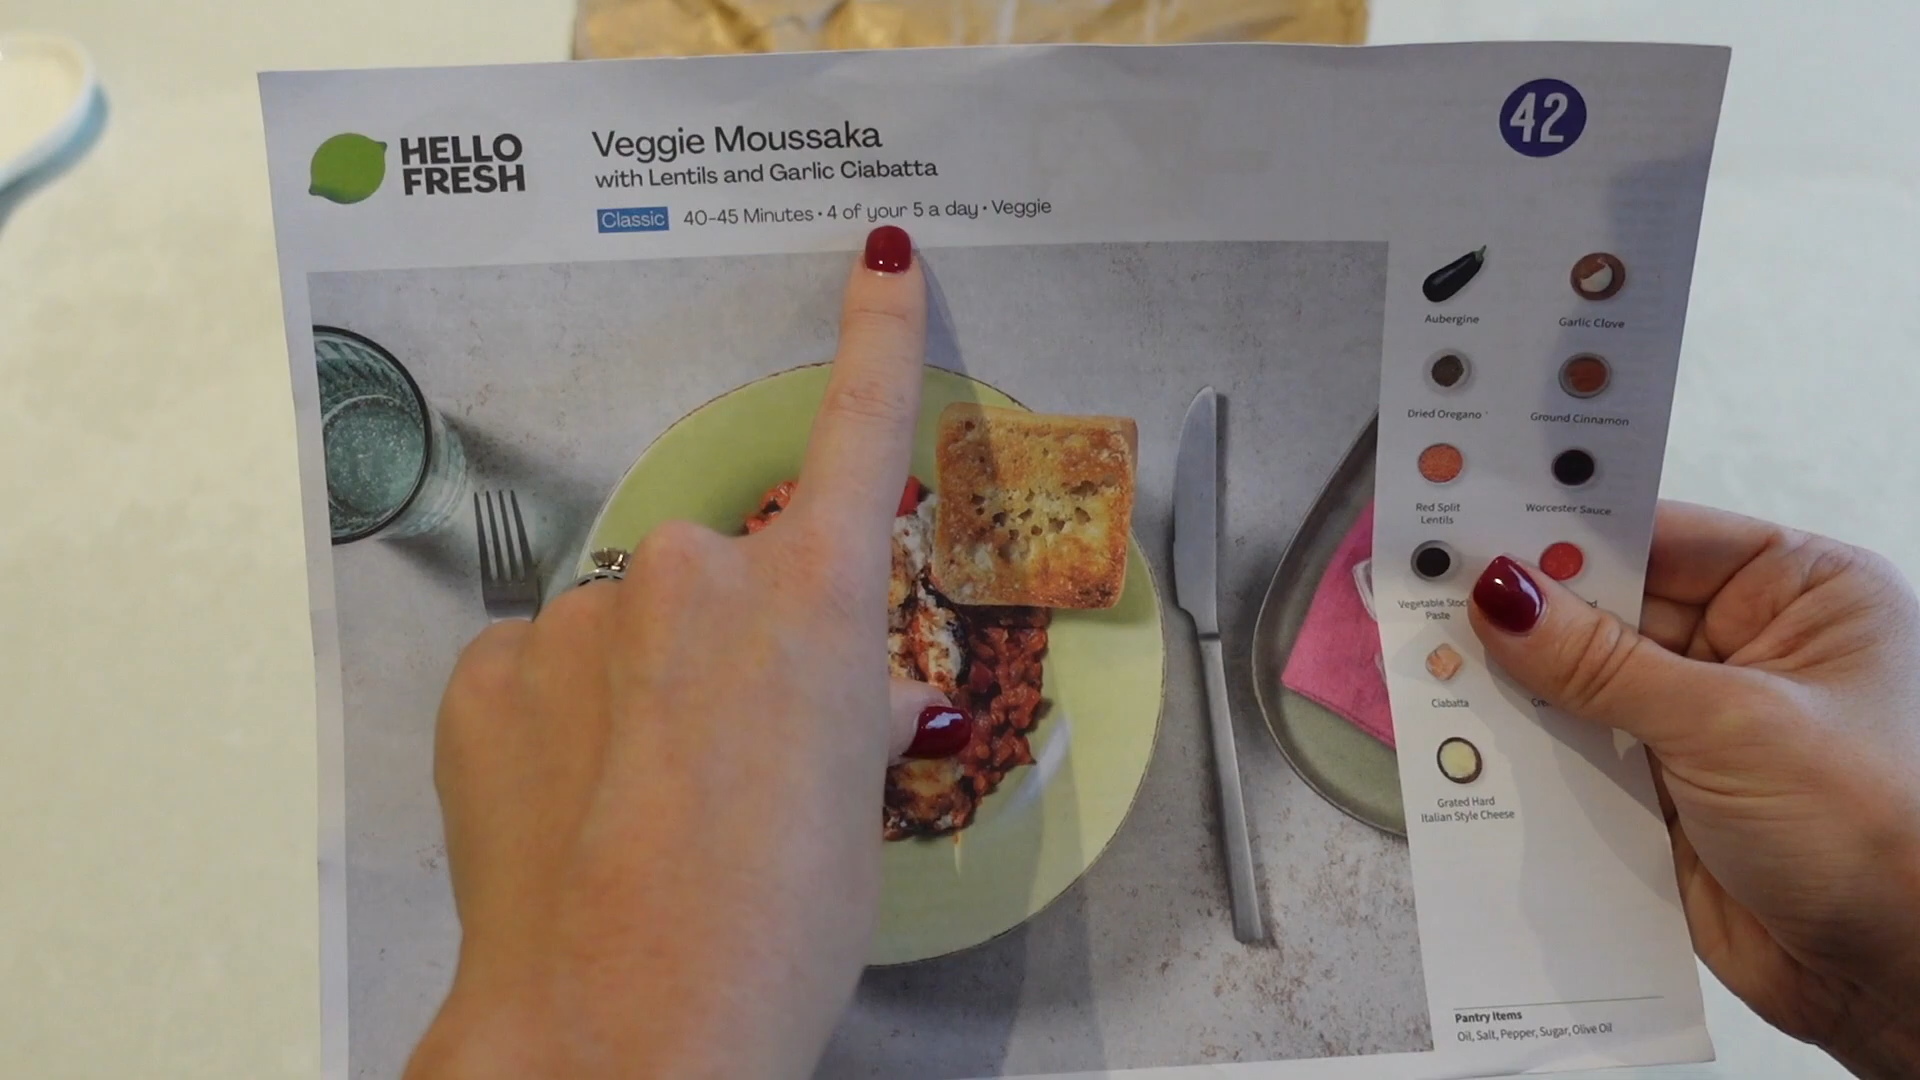 HELLO
FRESH
Veggie Moussaka
with Lentils and Garlic Ciabatta
Classic 40-45 Minutes • 4 of your 5 a day • Veggie
42
Aubergine
Garlic Clove
Dried Oregano
Ground Cinnamon
Red Split
Lentils
Worcester Sauce
Vegetable
Paste
Ciabatta
Grated Hard
Italian Style Cheese
Pantry Items
Oil, Salt, Pepper, Sugar, Olive Oil